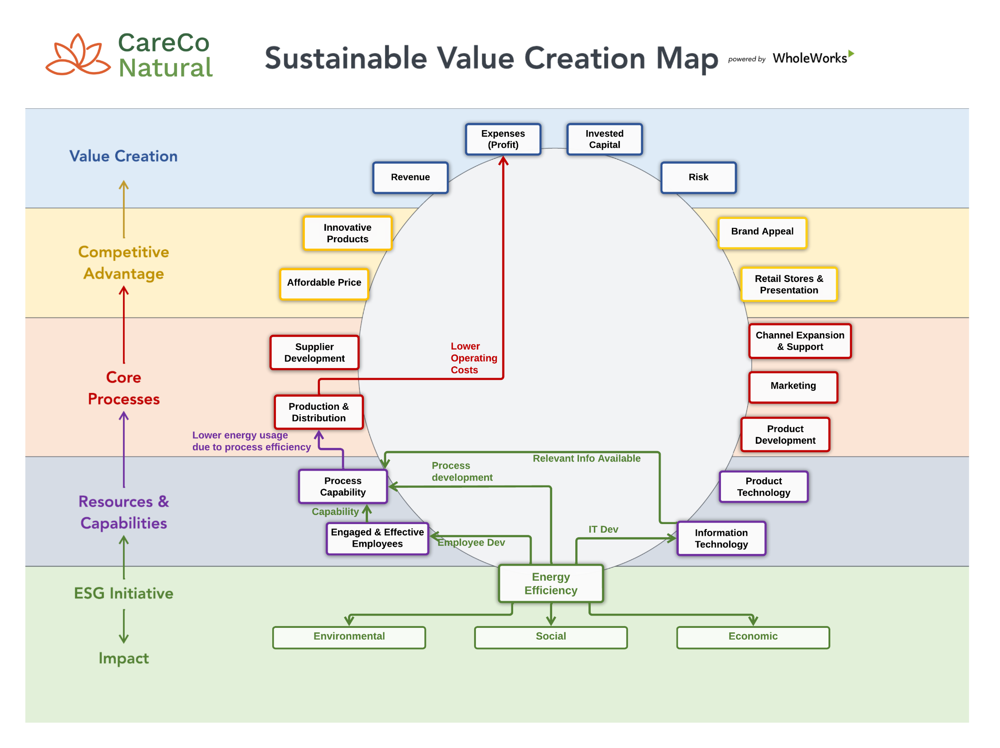 CareCo
Natural
Sustainable Value Creation Map
powered by WholeWorks
Value Creation
Competitive
Advantage
Core
Processes
Resources &
Capabilities
ESG Initiative
Impact
Expenses
(Profit)
Invested
Capital
Revenue
Risk
Innovative
Products
Brand Appeal
Affordable Price
Retail Stores &
Presentation
Supplier
Development
Lower
Operating
Costs
Channel Expansion
& Support
Marketing
Production &
Distribution
Product
Development
Lower energy usage
due to process efficiency
Relevant Info Available
Process
development
Process
Capability
Product
Technology
Capability
Engaged & Effective
Employees
Employee Dev
IT Dev
Information
Technology
Energy
Efficiency
Environmental
Social
Economic